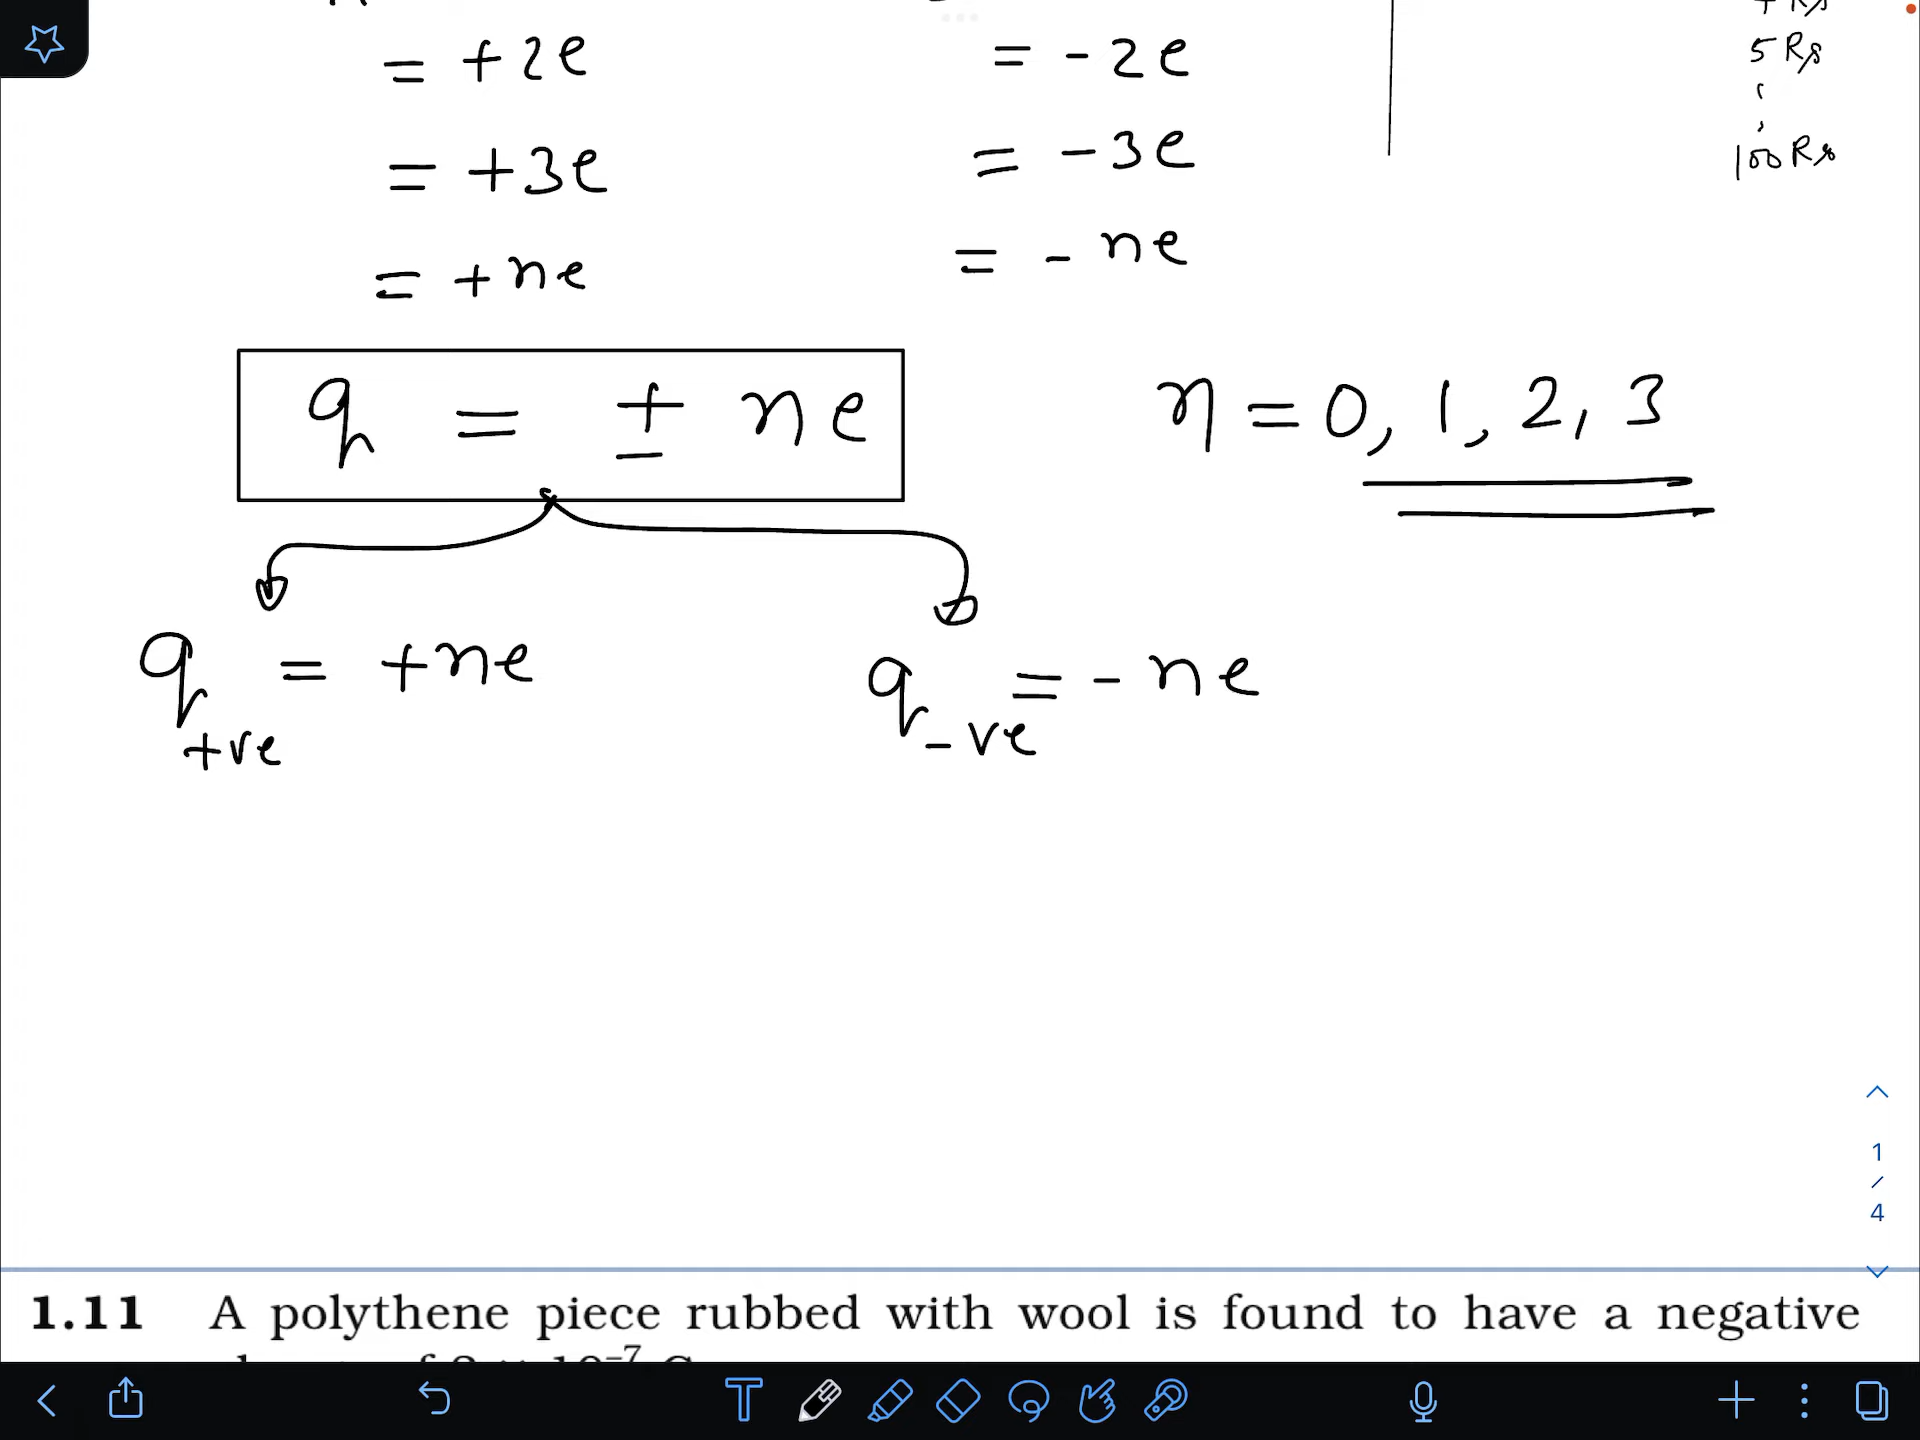 5 Rs
= +2e = -2e
100 Rs
= +3e = -3e
= +ne = -ne
q = ± ne n = 0, 1, 2, 3
q+ve = +ne q-ve = -ne
1
/
4
1.11 A polythene piece rubbed with wool is found to have a negative